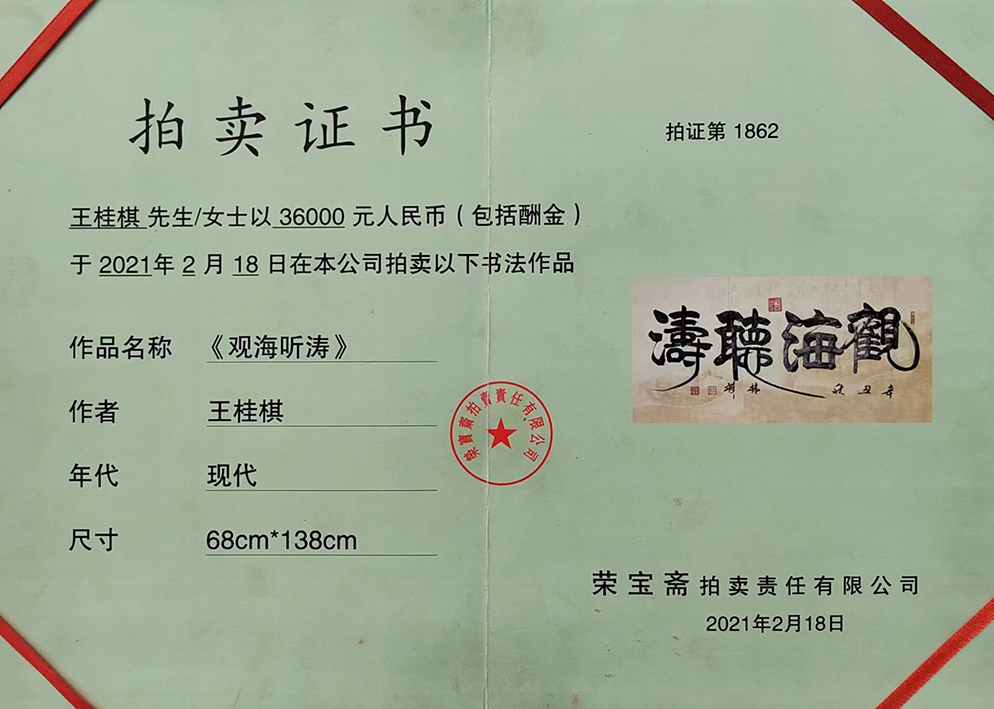 拍卖证书
王桂棋 先生/女士以 36000 元人民币（包括酬金）
于 2021年 2 月 18 日在本公司拍卖以下书法作品
作品名称 《观海听涛》
作者 王桂棋
年代 现代
尺寸 68cm*138cm
榮寶齋拍賣責任有限公司
拍证第 1862
濤聽海觀
荣宝斋拍卖责任有限公司
2021年2月18日